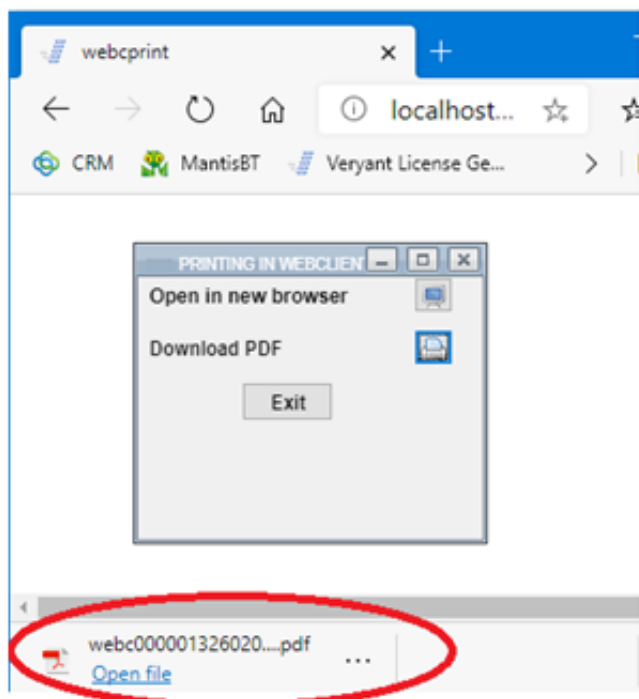 webcprint
localhost...
CRM MantisBT Veryant License Ge...
PRINTING IN WEBCLIEN
Open in new browser
Download PDF
Exit
webc000001326020....pdf
Open file